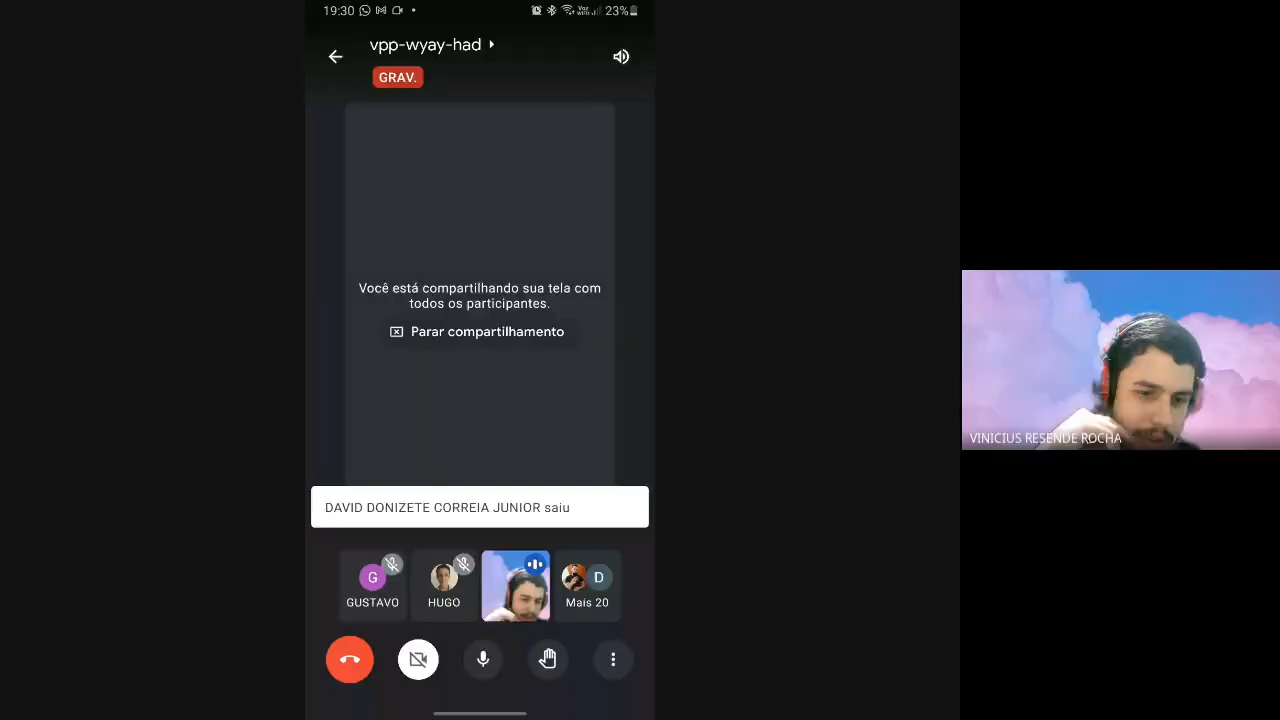 19:30
23%
vpp-wyay-had
GRAV.
Você está compartilhando sua tela com
todos os participantes.
Parar compartilhamento
DAVID DONIZETE CORREIA JUNIOR saiu
G
D
GUSTAVO
HUGO
Mais 20
VINICIUS RESENDE ROCHA